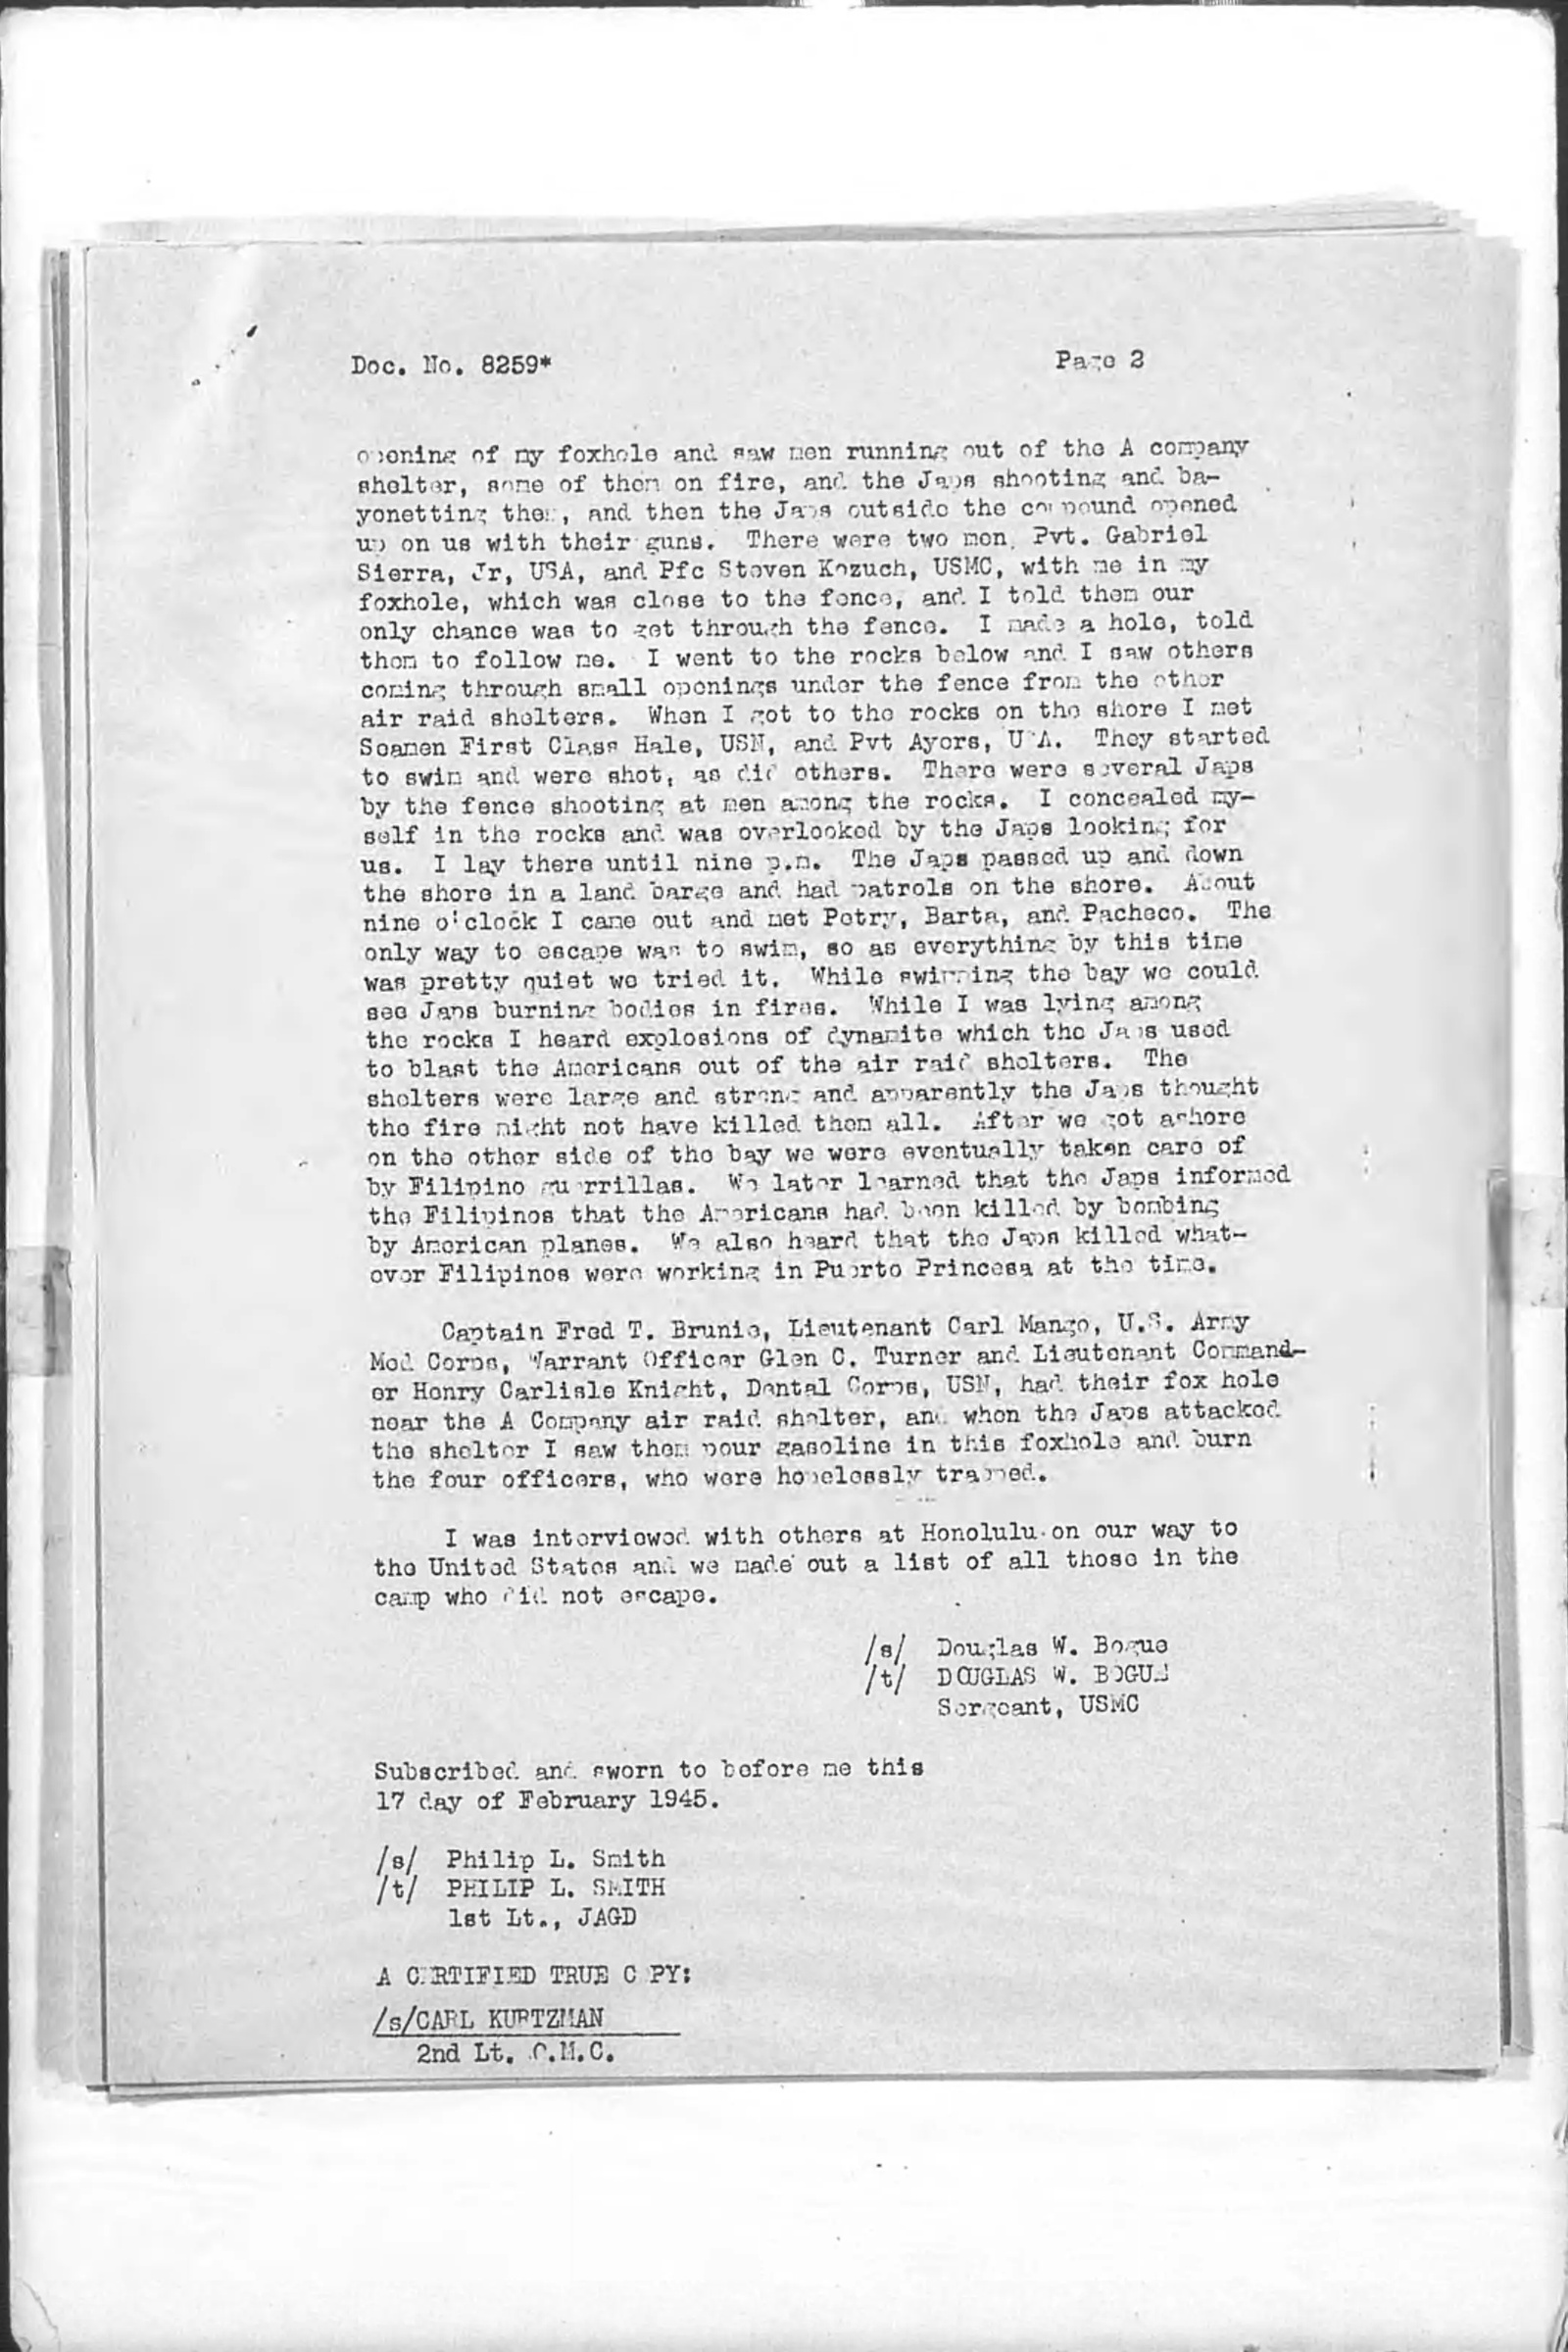 Doc. No. 8259* Page 2
opening of my foxhole and saw men running out of the A company
shelter, some of them on fire, and the Japs shooting and ba-
yonetting them, and then the Japs outside the compound opened
up on us with their guns. There were two men, Pvt. Gabriel
Sierra, Jr, USA, and Pfc Steven Kozuch, USMC, with me in my
foxhole, which was close to the fence, and I told them our
only chance was to get through the fence. I made a hole, told
them to follow me. I went to the rocks below and I saw others
coming through small openings under the fence from the other
air raid shelters. When I got to the rocks on the shore I met
Seamen First Class Hale, USN, and Pvt Ayers, USA. They started
to swim and were shot, as did others. There were several Japs
by the fence shooting at men among the rocks. I concealed my-
self in the rocks and was overlooked by the Japs looking for
us. I lay there until nine p.m. The Japs passed up and down
the shore in a land barge and had patrols on the shore. About
nine o'clock I came out and met Petry, Barta, and Pacheco. The
only way to escape was to swim, so as everything by this time
was pretty quiet we tried it. While swimming the bay we could
see Japs burning bodies in fires. While I was lying among
the rocks I heard explosions of dynamite which the Japs used
to blast the Americans out of the air raid shelters. The
shelters were large and strong and apparently the Japs thought
the fire might not have killed them all. After we got ashore
on the other side of the bay we were eventually taken care of
by Filipino guerrillas. We later learned that the Japs informed
the Filipinos that the Americans had been killed by bombing
by American planes. We also heard that the Japs killed what-
ever Filipinos were working in Puerto Princesa at the time.
Captain Fred T. Brunie, Lieutenant Carl Mango, U.S. Army
Med Corps, Warrant Officer Glen C. Turner and Lieutenant Command-
er Henry Carlisle Knight, Dental Corps, USN, had their fox hole
near the A Company air raid shelter, and when the Japs attacked
the shelter I saw them pour gasoline in this foxhole and burn
the four officers, who were hopelessly trapped.
I was interviewed with others at Honolulu on our way to
the United States and we made out a list of all those in the
camp who did not escape.
/s/ Douglas W. Bogue
/t/ DOUGLAS W. BOGUE
Sergeant, USMC
Subscribed and sworn to before me this
17 day of February 1945.
/s/ Philip L. Smith
/t/ PHILIP L. SMITH
1st Lt., JAGD
A CERTIFIED TRUE COPY:
/s/CARL KURTZMAN
2nd Lt. Q.M.C.